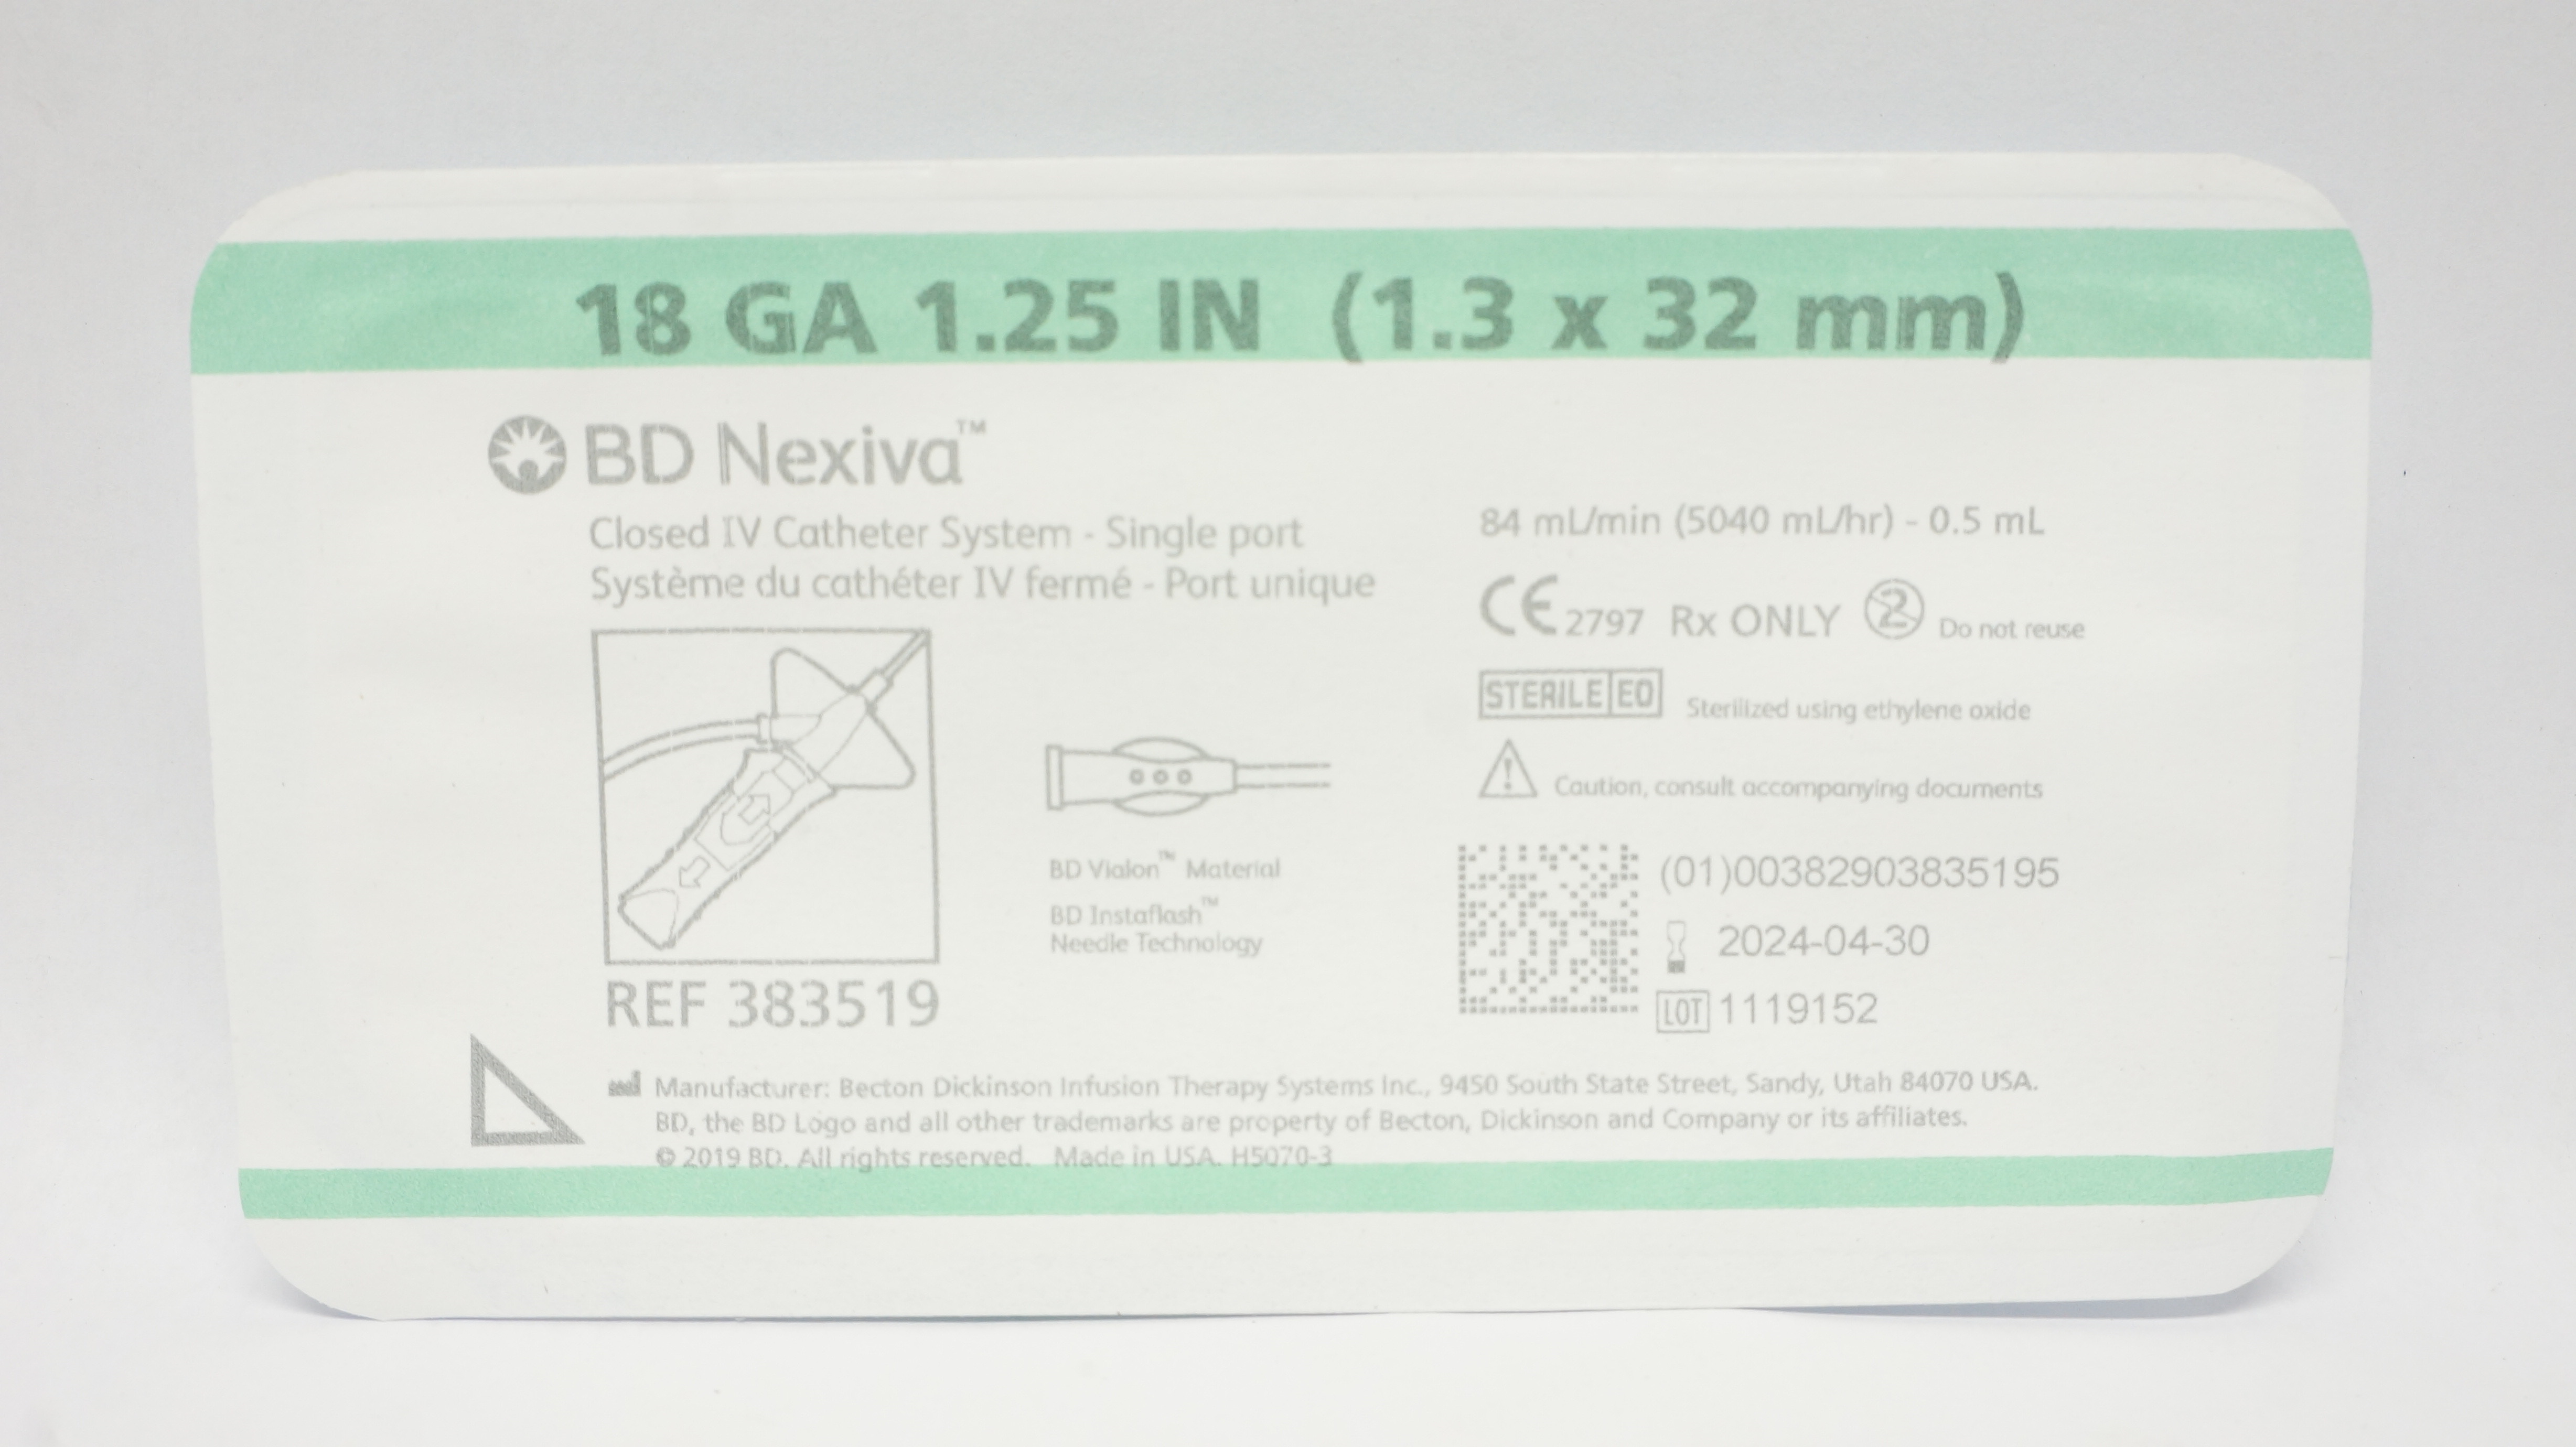 18 GA 1.25 IN (1.3 x 32 mm)
BD Nexiva™
Closed IV Catheter System - Single port
Système du cathéter IV fermé - Port unique
84 mL/min (5040 mL/hr) - 0.5 mL
CE 2797 Rx ONLY 2 Do not reuse
STERILE EO Sterilized using ethylene oxide
! Caution, consult accompanying documents
BD Vialon™ Material
BD Instaflash™
Needle Technology
REF 383519
(01)00382903835195
2024-04-30
LOT 1119152
Manufacturer: Becton Dickinson Infusion Therapy Systems Inc., 9450 South State Street, Sandy, Utah 84070 USA.
BD, the BD Logo and all other trademarks are property of Becton, Dickinson and Company or its affiliates.
© 2019 BD. All rights reserved. Made in USA. H5070-3